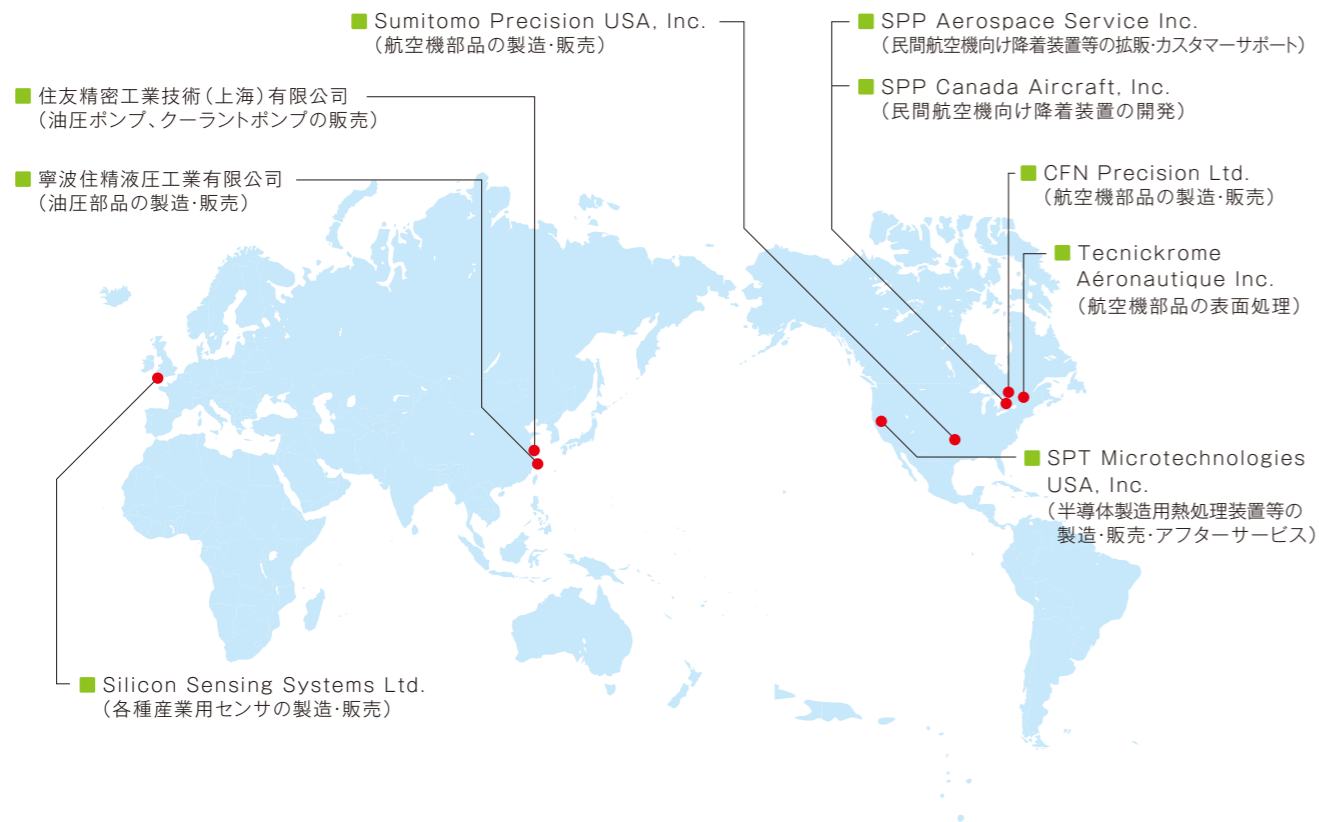 Sumitomo Precision USA, Inc.
（航空機部品の製造・販売）
SPP Aerospace Service Inc.
（民間航空機向け降着装置等の拡販・カスタマーサポート）
住友精密工業技術（上海）有限公司
（油圧ポンプ、クーラントポンプの販売）
SPP Canada Aircraft, Inc.
（民間航空機向け降着装置の開発）
寧波住精液圧工業有限公司
（油圧部品の製造・販売）
CFN Precision Ltd.
（航空機部品の製造・販売）
Tecnickrome
Aéronautique Inc.
（航空機部品の表面処理）
SPT Microtechnologies
USA, Inc.
（半導体製造用熱処理装置等の
製造・販売・アフターサービス）
Silicon Sensing Systems Ltd.
（各種産業用センサの製造・販売）